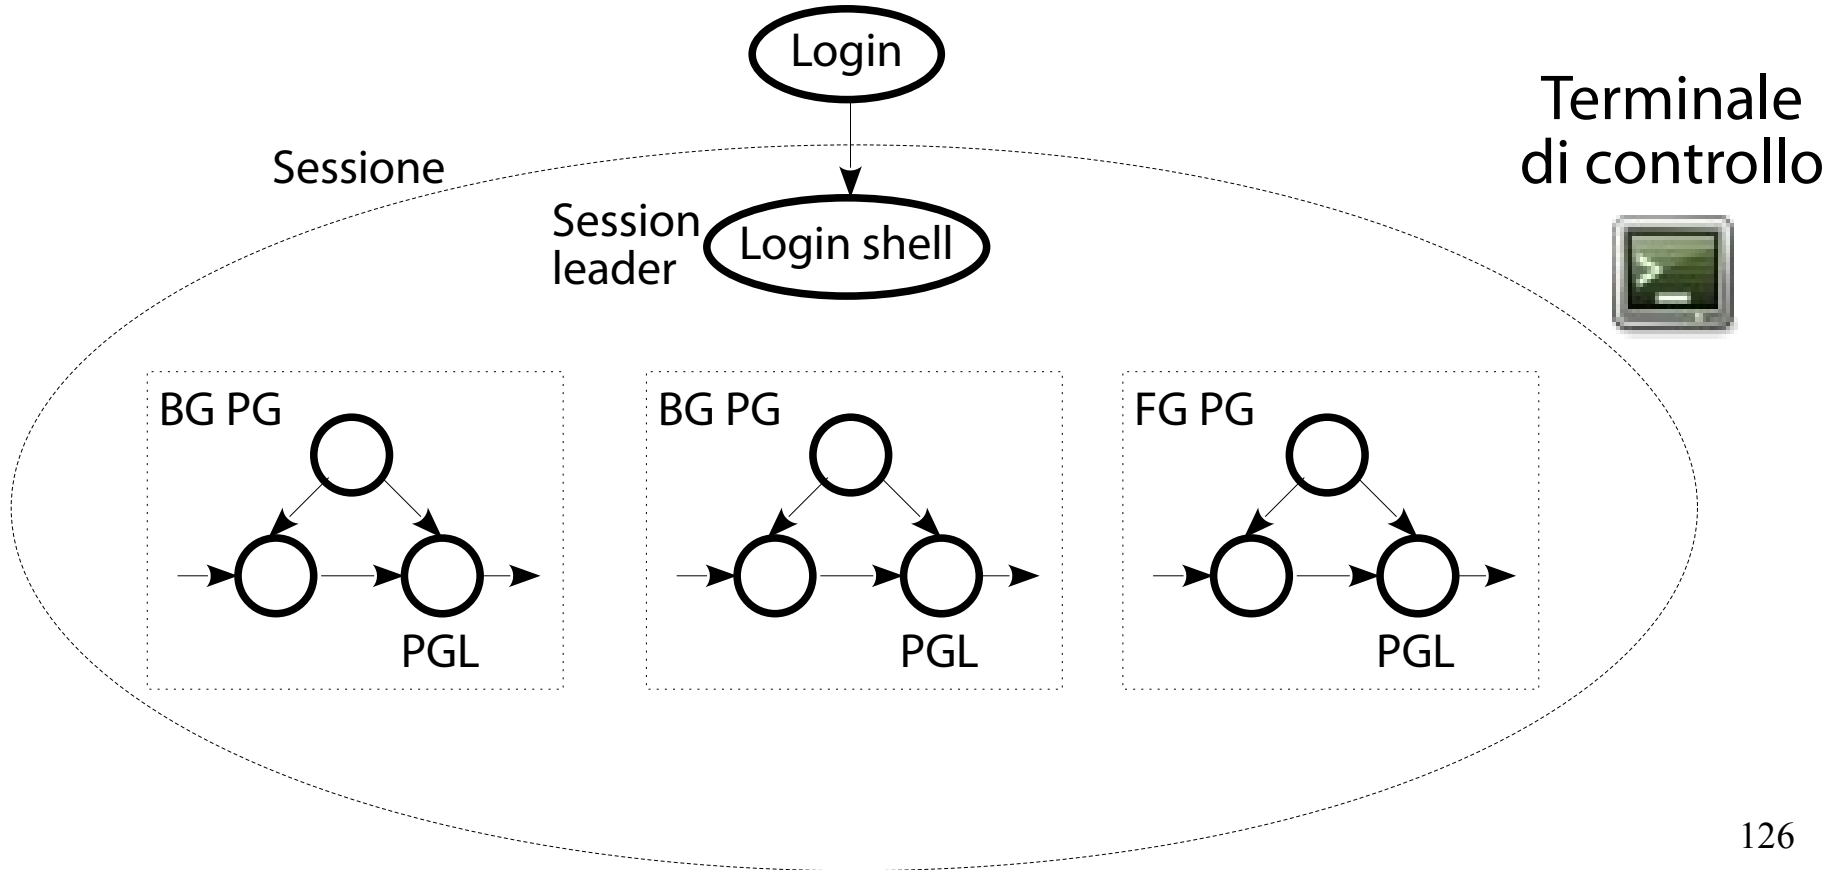 Login
Terminale
di controllo
Sessione
Session
leader
Login shell
BG PG
BG PG
FG PG
PGL
PGL
PGL
126